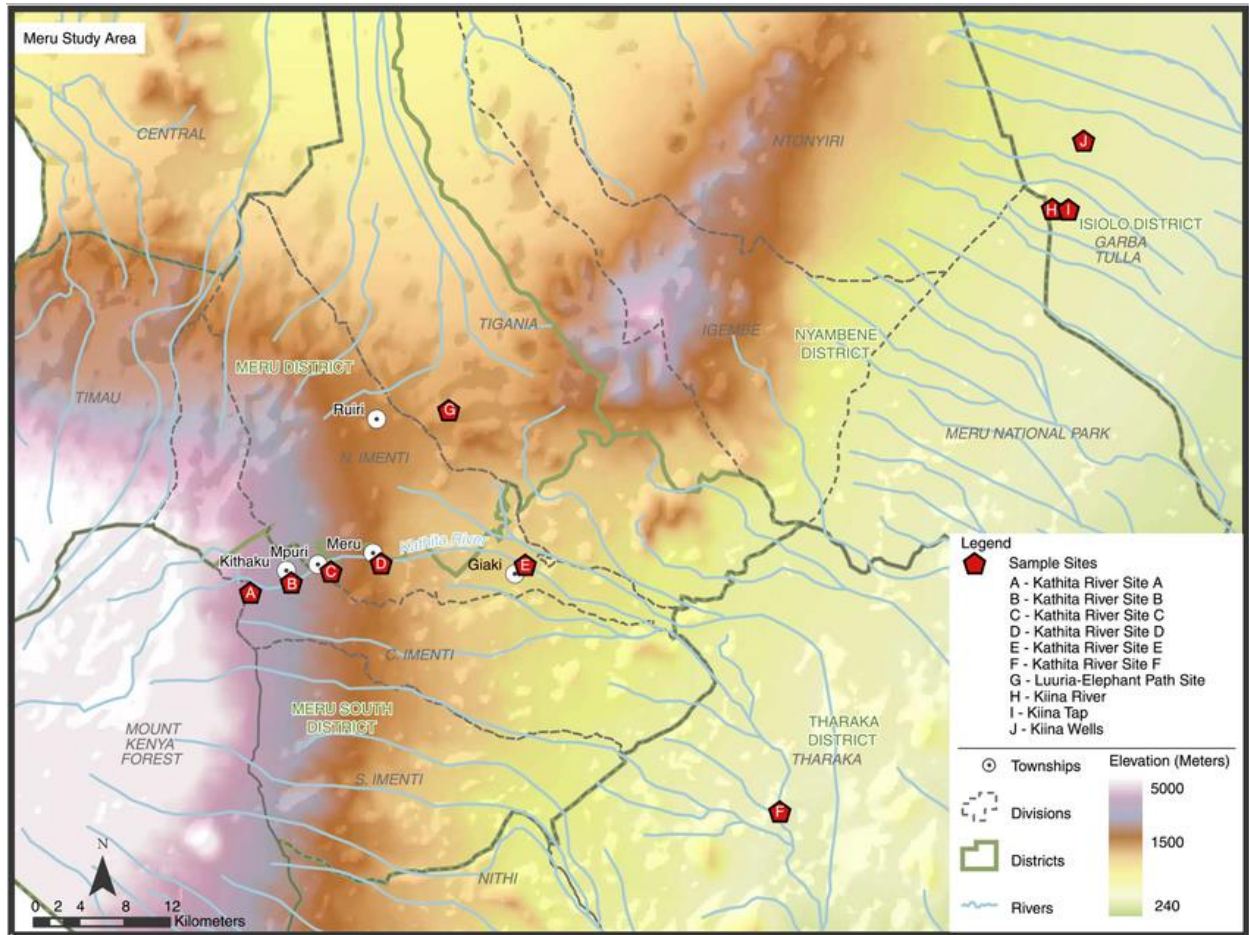 Meru Study Area
CENTRAL
NTONYIRI
J
H
I
ISIOLO DISTRICT
GARBA
TULLA
TIGANIA
IGEMBE
NYAMBENE
DISTRICT
MERU DISTRICT
TIMAU
Ruiri
G
N. IMENTI
MERU NATIONAL PARK
Kathita River
Meru
Mpuri
Kithaku
Giaki
A
B
C
D
E
C. IMENTI
MERU SOUTH
DISTRICT
MOUNT
KENYA
FOREST
S. IMENTI
THARAKA
DISTRICT
THARAKA
F
NITHI
N
0 2 4 8 12
Kilometers
Legend
Sample Sites
A - Kathita River Site A
B - Kathita River Site B
C - Kathita River Site C
D - Kathita River Site D
E - Kathita River Site E
F - Kathita River Site F
G - Luuria-Elephant Path Site
H - Kiina River
I - Kiina Tap
J - Kiina Wells
Townships
Divisions
Districts
Rivers
Elevation (Meters)
5000
1500
240